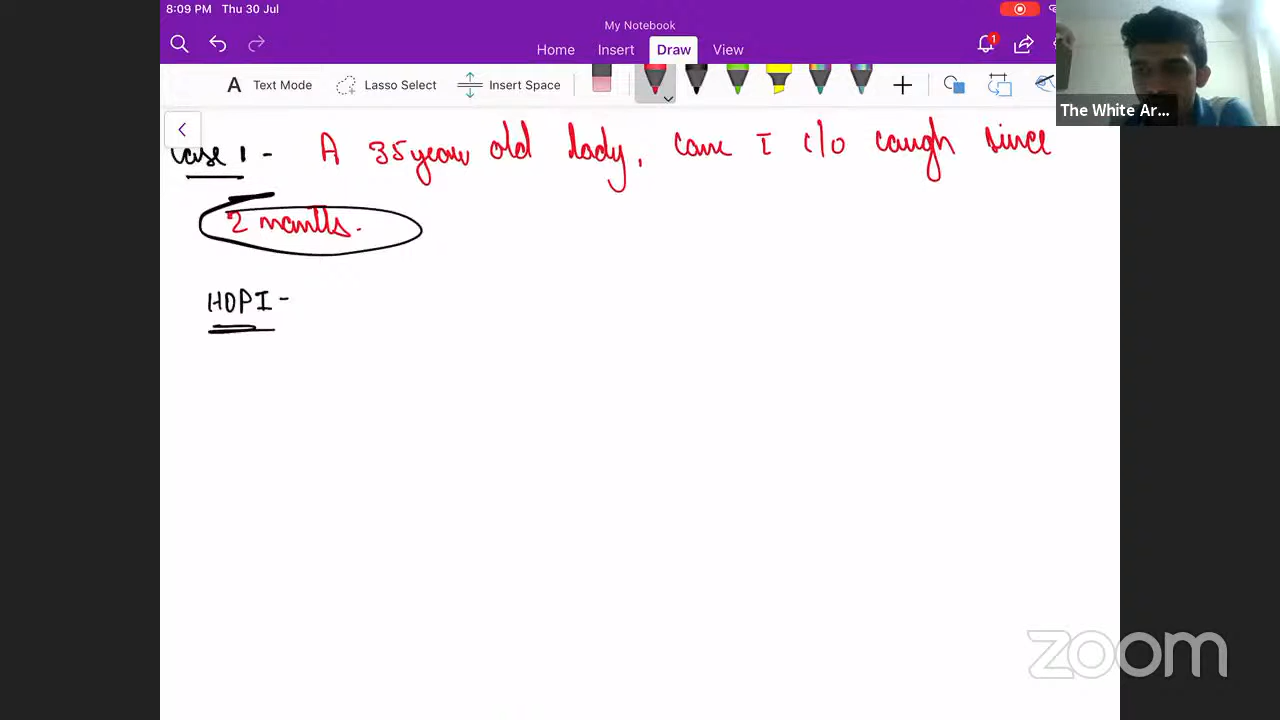 8:09 PM Thu 30 Jul
My Notebook
Home Insert Draw View
1
A Text Mode Lasso Select Insert Space
The White Ar...
Case 1 - A 35 year old lady, came c c/o cough since
2 months.
HOPI -
zoom